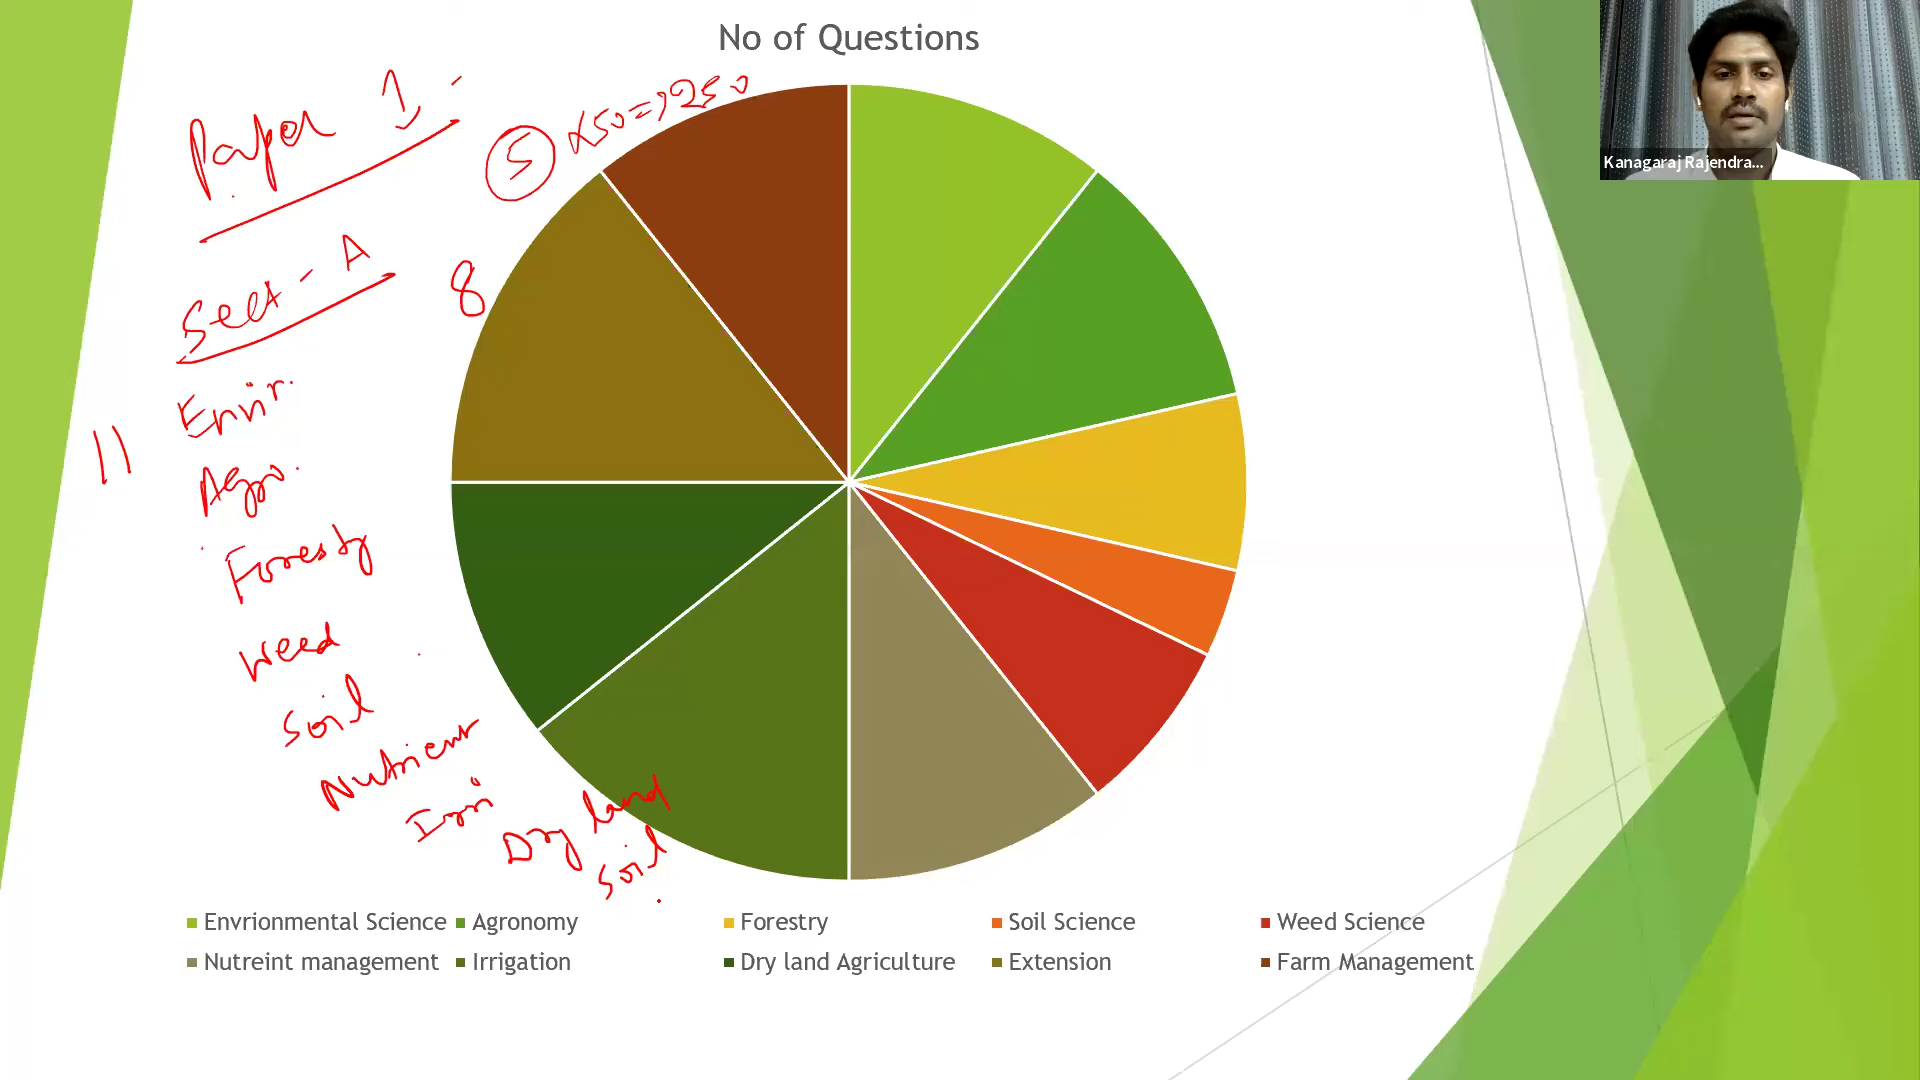 No of Questions
Kanagaraj Rajendra...
Paper 1 -
5 x50=>250
Sect - A
8
Envir.
11
Agro.
Foresty
Weed
Soil
Nutrient
Irri
Dry land
Soil
Envrionmental Science
Agronomy
Forestry
Soil Science
Weed Science
Nutreint management
Irrigation
Dry land Agriculture
Extension
Farm Management